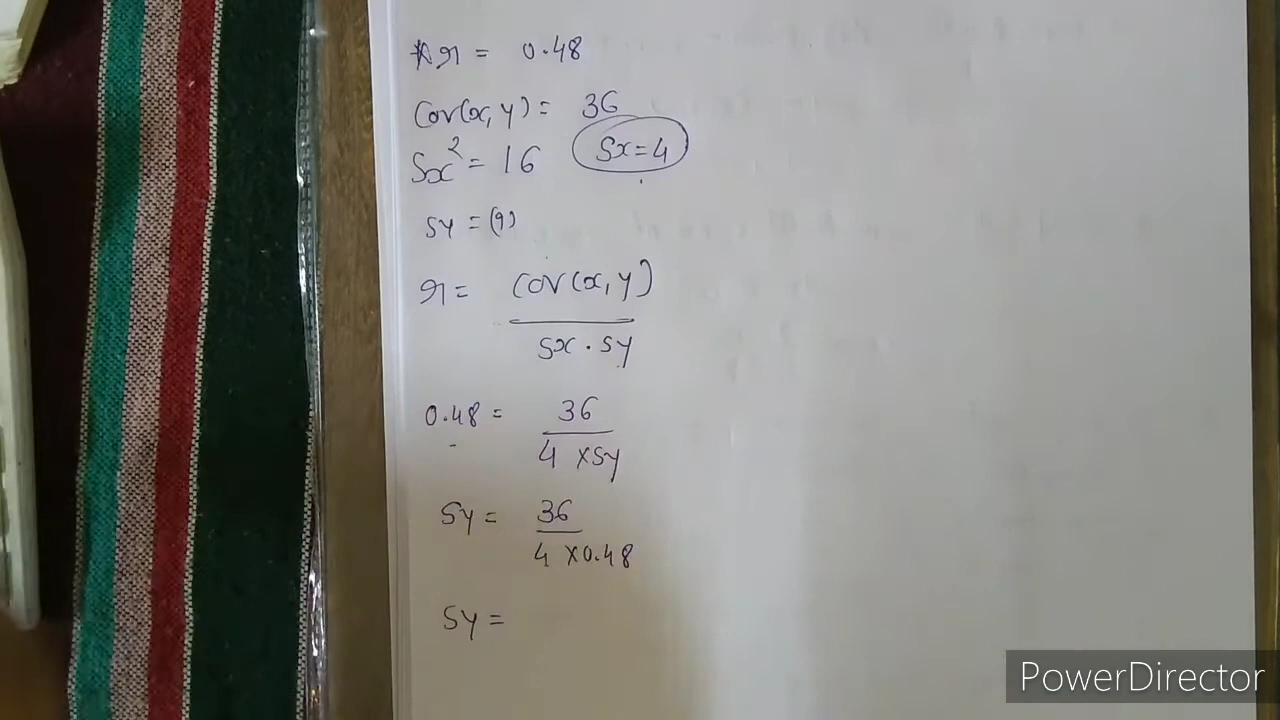 r = 0.48
Cov(x, y) = 36
Sx² = 16 Sx = 4
Sy = (?)
r = Cov(x, y)
Sx · Sy
0.48 = 36
4 × Sy
Sy = 36
4 × 0.48
Sy =
PowerDirector